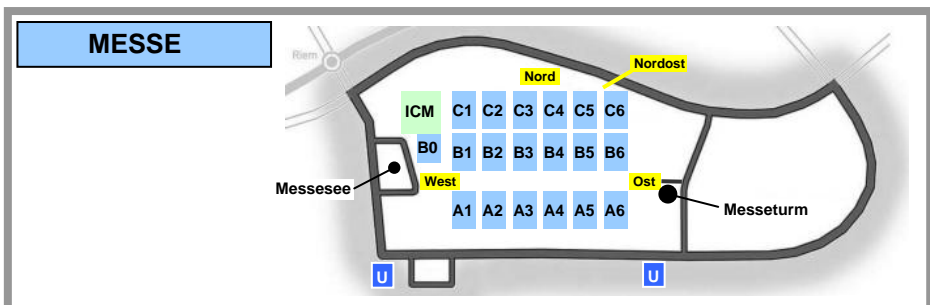 MESSE
Riem
Nordost
Nord
ICM C1 C2 C3 C4 C5 C6
B0 B1 B2 B3 B4 B5 B6
Messesee
West
Ost
A1 A2 A3 A4 A5 A6
Messeturm
U
U